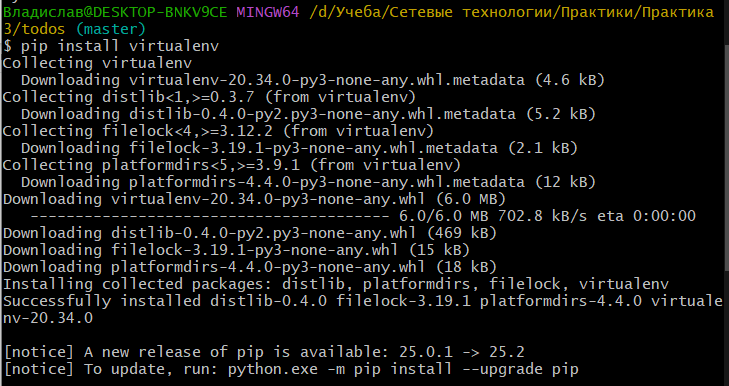 Владислав@DESKTOP-BNKV9CE MINGW64 /d/Учеба/Сетевые технологии/Практики/Практика
3/todos (master)
$ pip install virtualenv
Collecting virtualenv
  Downloading virtualenv-20.34.0-py3-none-any.whl.metadata (4.6 kB)
Collecting distlib<1,>=0.3.7 (from virtualenv)
  Downloading distlib-0.4.0-py2.py3-none-any.whl.metadata (5.2 kB)
Collecting filelock<4,>=3.12.2 (from virtualenv)
  Downloading filelock-3.19.1-py3-none-any.whl.metadata (2.1 kB)
Collecting platformdirs<5,>=3.9.1 (from virtualenv)
  Downloading platformdirs-4.4.0-py3-none-any.whl.metadata (12 kB)
Downloading virtualenv-20.34.0-py3-none-any.whl (6.0 MB)
   ---------------------------------------- 6.0/6.0 MB 702.8 kB/s eta 0:00:00
Downloading distlib-0.4.0-py2.py3-none-any.whl (469 kB)
Downloading filelock-3.19.1-py3-none-any.whl (15 kB)
Downloading platformdirs-4.4.0-py3-none-any.whl (18 kB)
Installing collected packages: distlib, platformdirs, filelock, virtualenv
Successfully installed distlib-0.4.0 filelock-3.19.1 platformdirs-4.4.0 virtuale
nv-20.34.0

[notice] A new release of pip is available: 25.0.1 -> 25.2
[notice] To update, run: python.exe -m pip install --upgrade pip